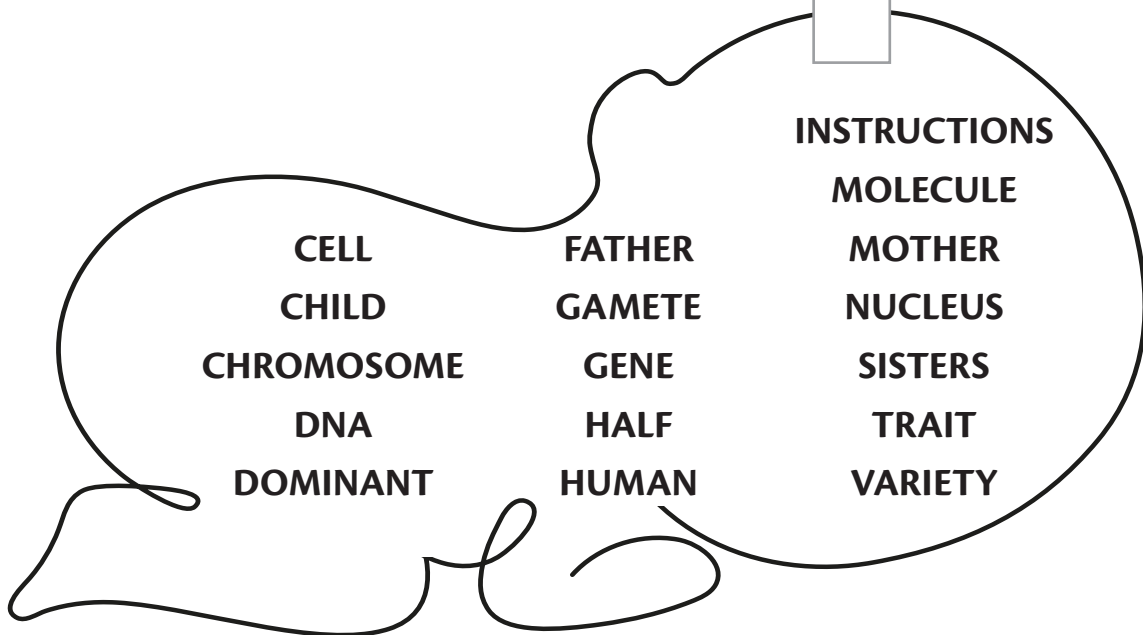 CELL
CHILD
CHROMOSOME
DNA
DOMINANT
FATHER
GAMETE
GENE
HALF
HUMAN
INSTRUCTIONS
MOLECULE
MOTHER
NUCLEUS
SISTERS
TRAIT
VARIETY